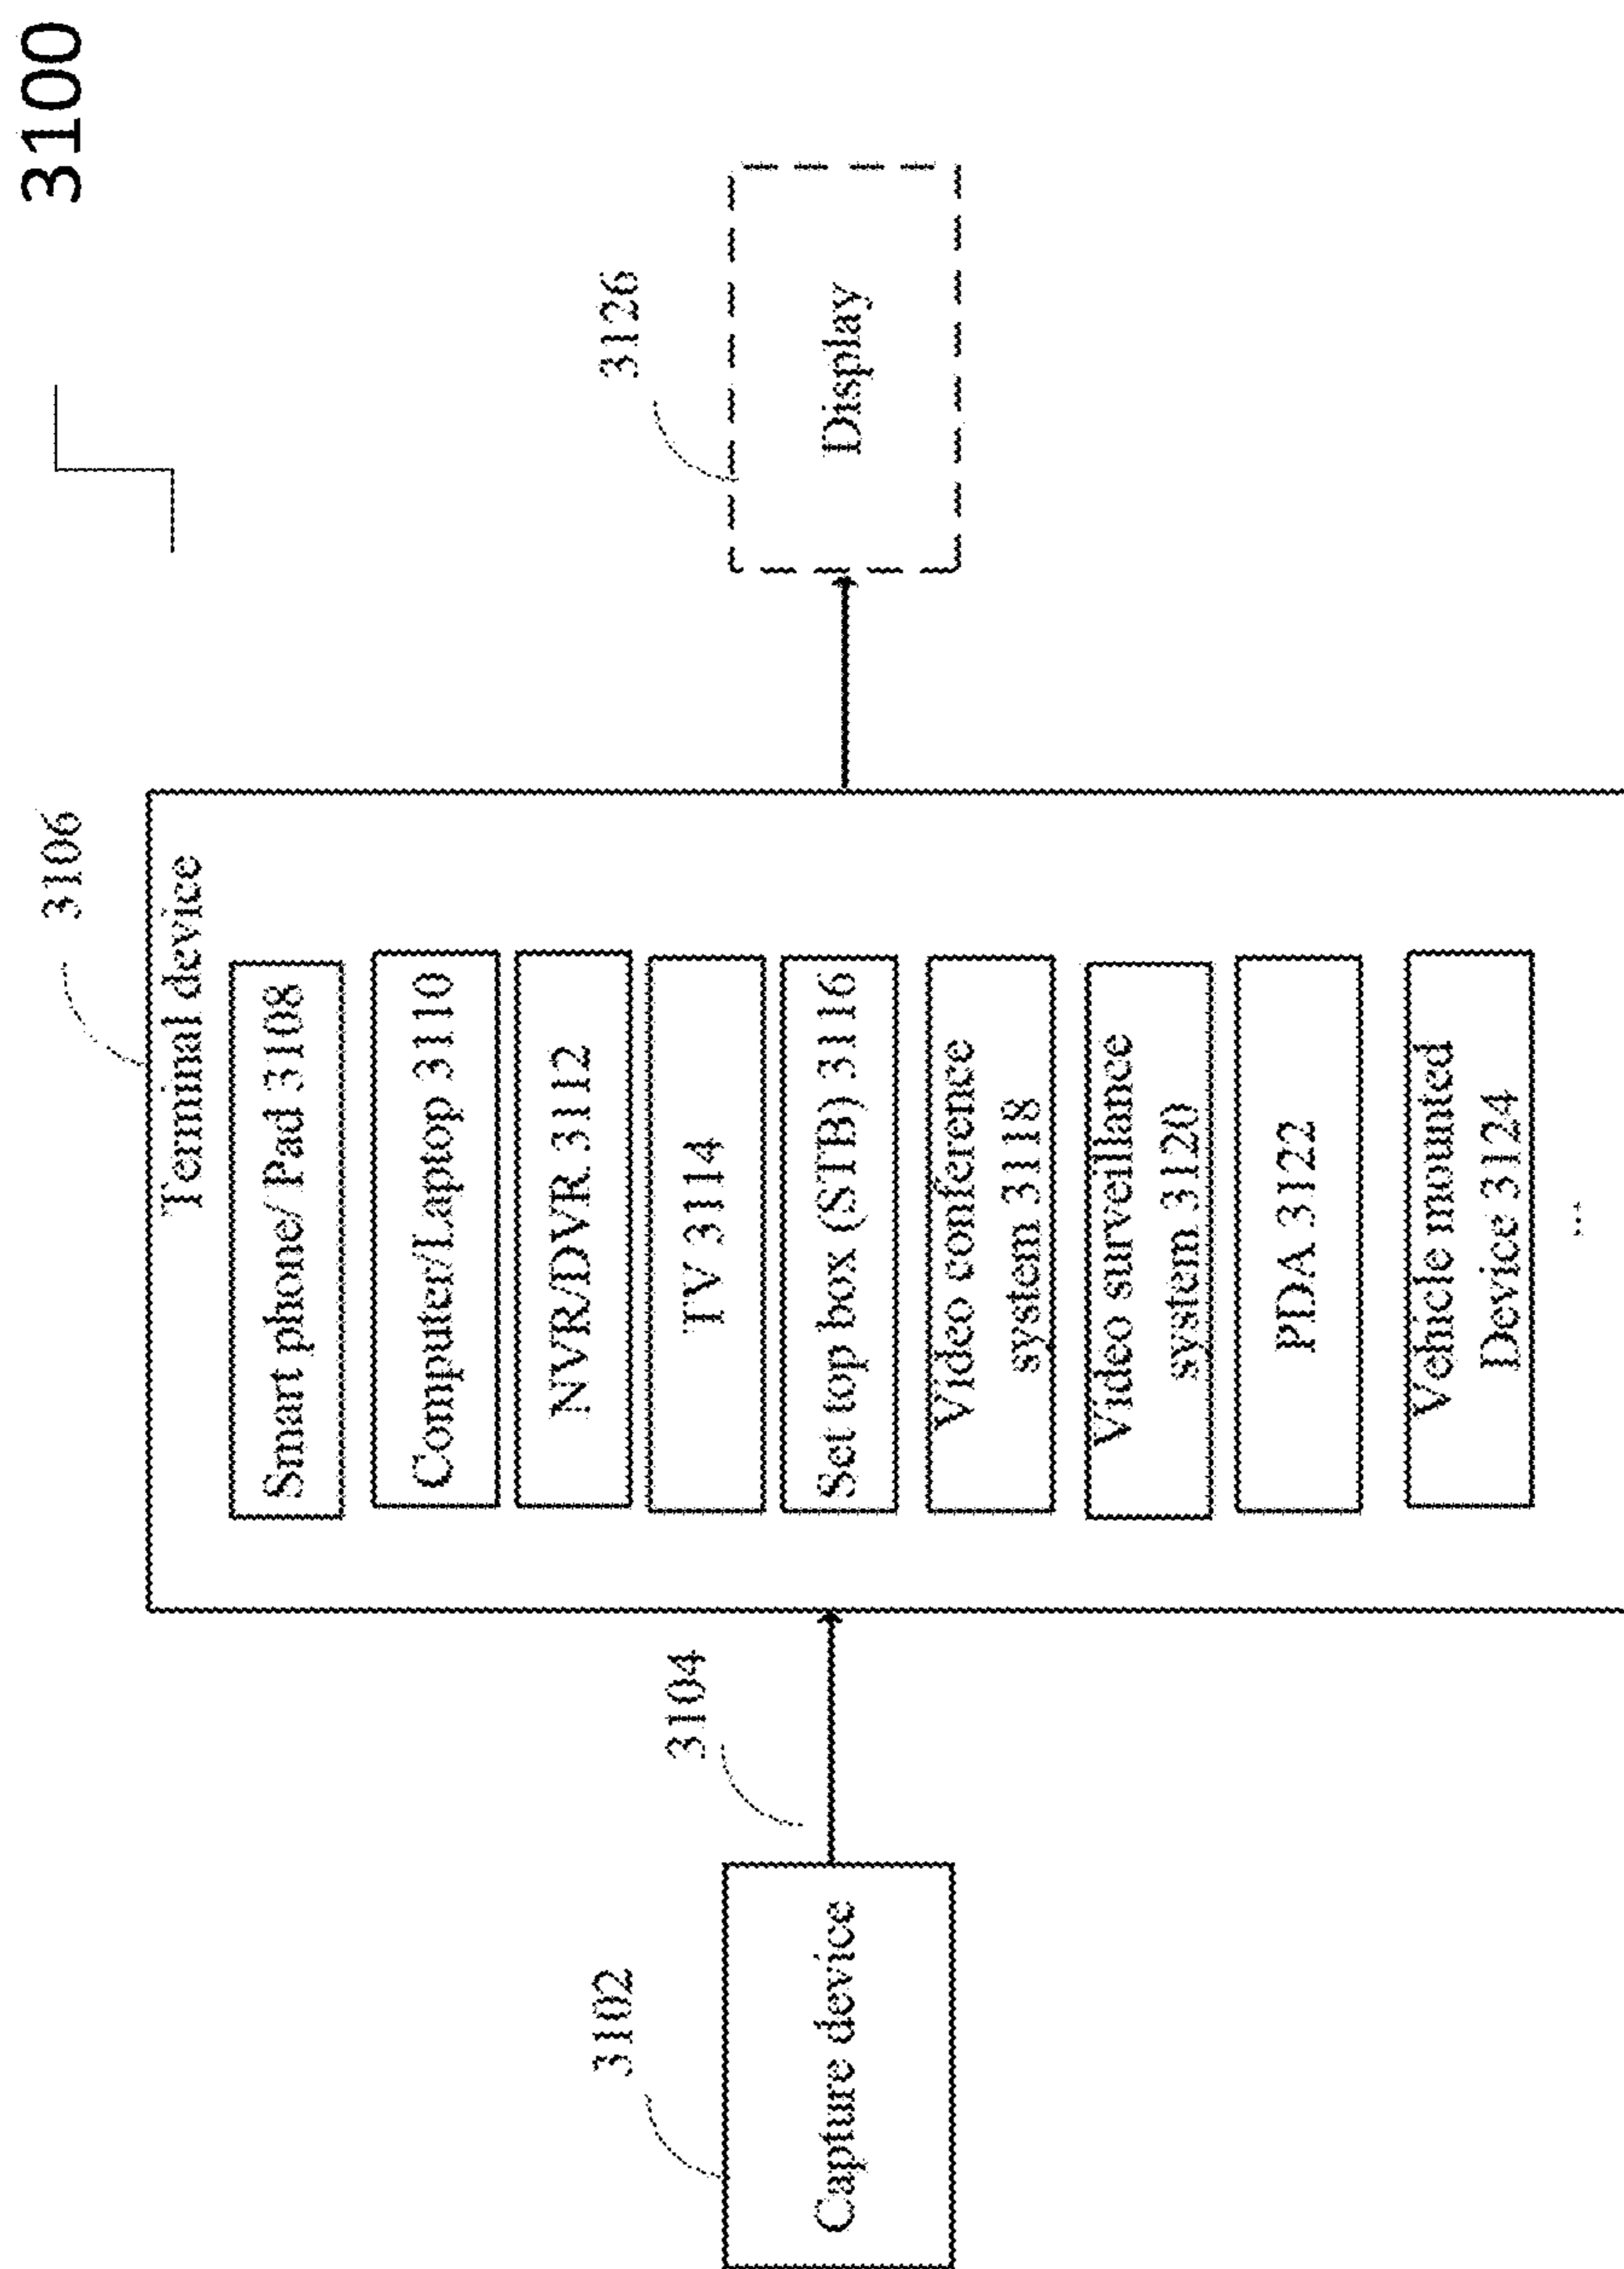 3100
3106
Terminal device
Smart phone/ Pad 3108
Computer/Laptop 3110
NVR/DVR 3112
TV 3114
Set top box (STB) 3116
Video conference
system 3118
Video surveillance
system 3120
PDA 3122
Vehicle mounted
Device 3124
...
3102
Capture device
3104
3126
Display